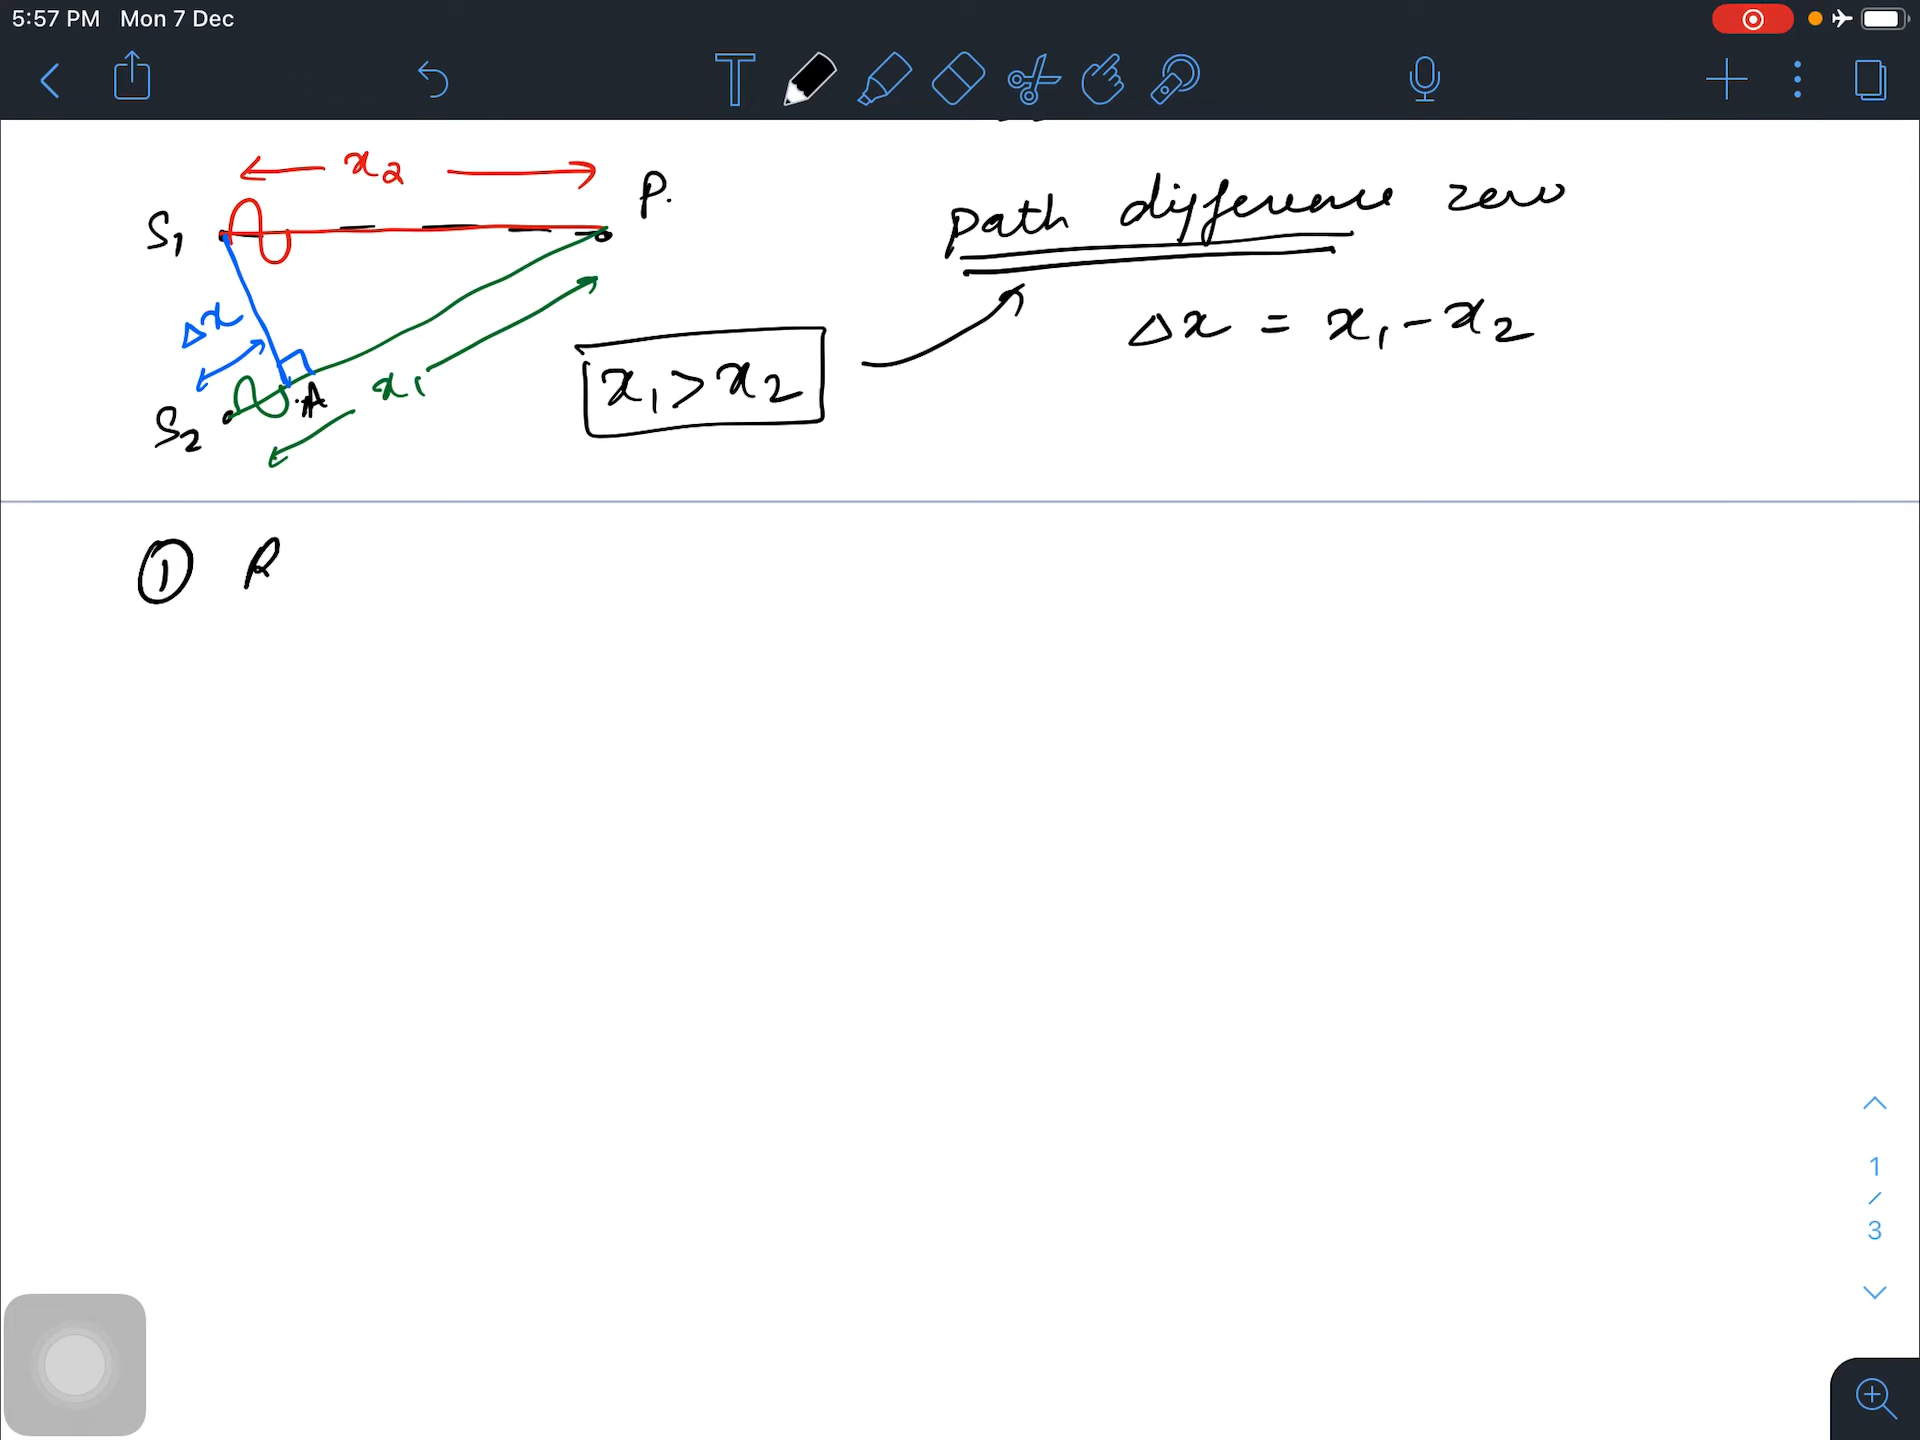 5:57 PM Mon 7 Dec
x₂
P.
S₁
path difference zero
Δx
Δx = x₁ - x₂
x₁
x₁ > x₂
A
S₂
① R
1
/
3